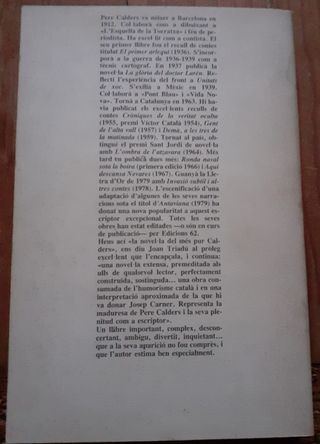 Pere Calders va néixer a Barcelona en
1912. Col·laborà com a dibuixant a
«L'Esquella de la Torratxa» i féu de pe-
riodista. Ha excel·lit com a contista. El
seu primer llibre fou el recull de contes
titulat El primer arlequí (1936). S'incor-
porà a la guerra de 1936-1939 com a
tècnic cartògraf. En 1937 publicà la
novel·la La glòria del doctor Larén. Re-
flectí l'experiència del front a Unitats de
xoc. S'exilià a Mèxic en 1939.
Col·laborà a «Pont Blau» i «Vida No-
va». Tornà a Catalunya en 1963. Hi ha-
via publicat els excel·lents reculls de
contes Cròniques de la veritat oculta
(1955, premi Víctor Català 1954), Gent
de l'alta vall (1957) i Demà, a les tres de
la matinada (1959). Tornat al país, ob-
tingué el premi Sant Jordi de novel·la
amb L'ombra de l'atzavara (1964). Més
tard en publicà dues més: Ronda naval
sota la boira (primera edició 1966) i Aquí
descansa Nevares (1967). Guanyà la Lle-
tra d'Or de 1979 amb Invasió subtil i al-
tres contes (1978). L'escenificació d'una
adaptació d'algunes de les seves narra-
cions sota el títol d'Antaviana (1979) ha
donat una nova popularitat a aquest es-
criptor excepcional. Totes les seves
obres han estat editades —o són en curs
de publicació— per Edicions 62.
Heus ací «la novel·la del més per Cal-
ders», ens diu Joan Triadú al pròleg
excel·lent que l'encapçala, i continua:
«una novel·la extensa, premeditada als
ulls de qualsevol lector, perfectament
construïda, sostinguda... una obra con-
sumada de l'humorisme català i en una
interpretació aproximada de la que hi
va donar Josep Carner. Representa la
maduresa de Pere Calders i la seva ple-
nitud com a escriptor».
Un llibre important, complex, descon-
certant, ambigu, divertit, inquietant...
que a la seva aparició no fou comprès, i
que l'autor estima ben especialment.